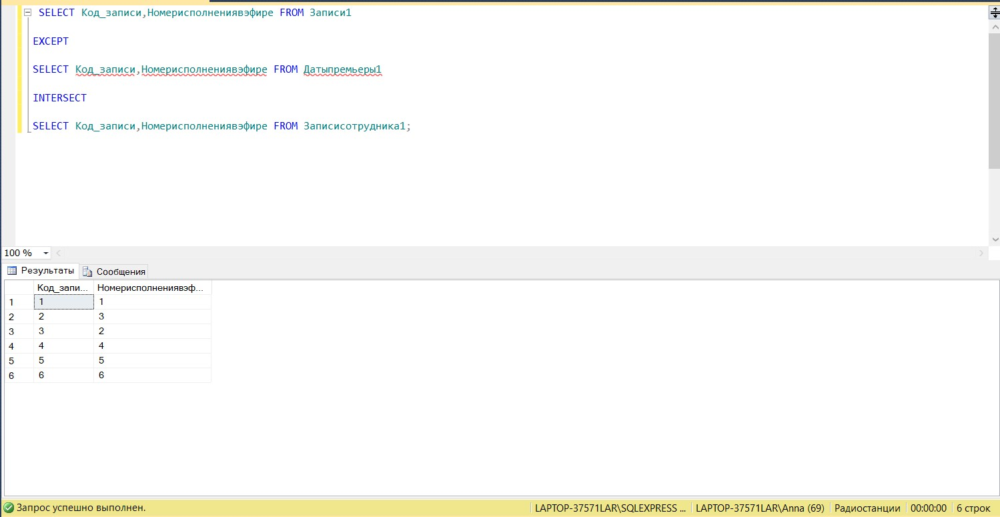 SELECT Код_записи,Номерисполнениявэфире FROM Записи1
EXCEPT
SELECT Код_записи,Номерисполнениявэфире FROM Датыпремьеры1
INTERSECT
SELECT Код_записи,Номерисполнениявэфире FROM Записисотрудника1;
100 %
Результаты Сообщения
Код_запи... Номерисполнениявэф...
1 1 1
2 2 3
3 3 2
4 4 4
5 5 5
6 6 6
Запрос успешно выполнен. LAPTOP-37571LAR\SQLEXPRESS ... LAPTOP-37571LAR\Anna (69) Радиостанции 00:00:00 6 строк